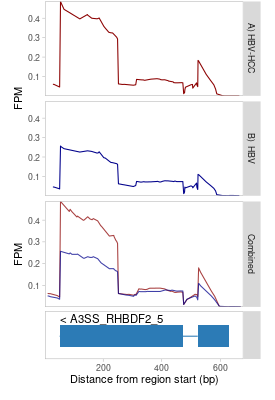 0.4
0.3
0.2
0.1
A) HBV-HCC
FPM
0.4
0.3
0.2
0.1
B) HBV
0.4
0.3
0.2
0.1
FPM
Combined
< A3SS_RHBDF2_5
200
400
600
Distance from region start (bp)